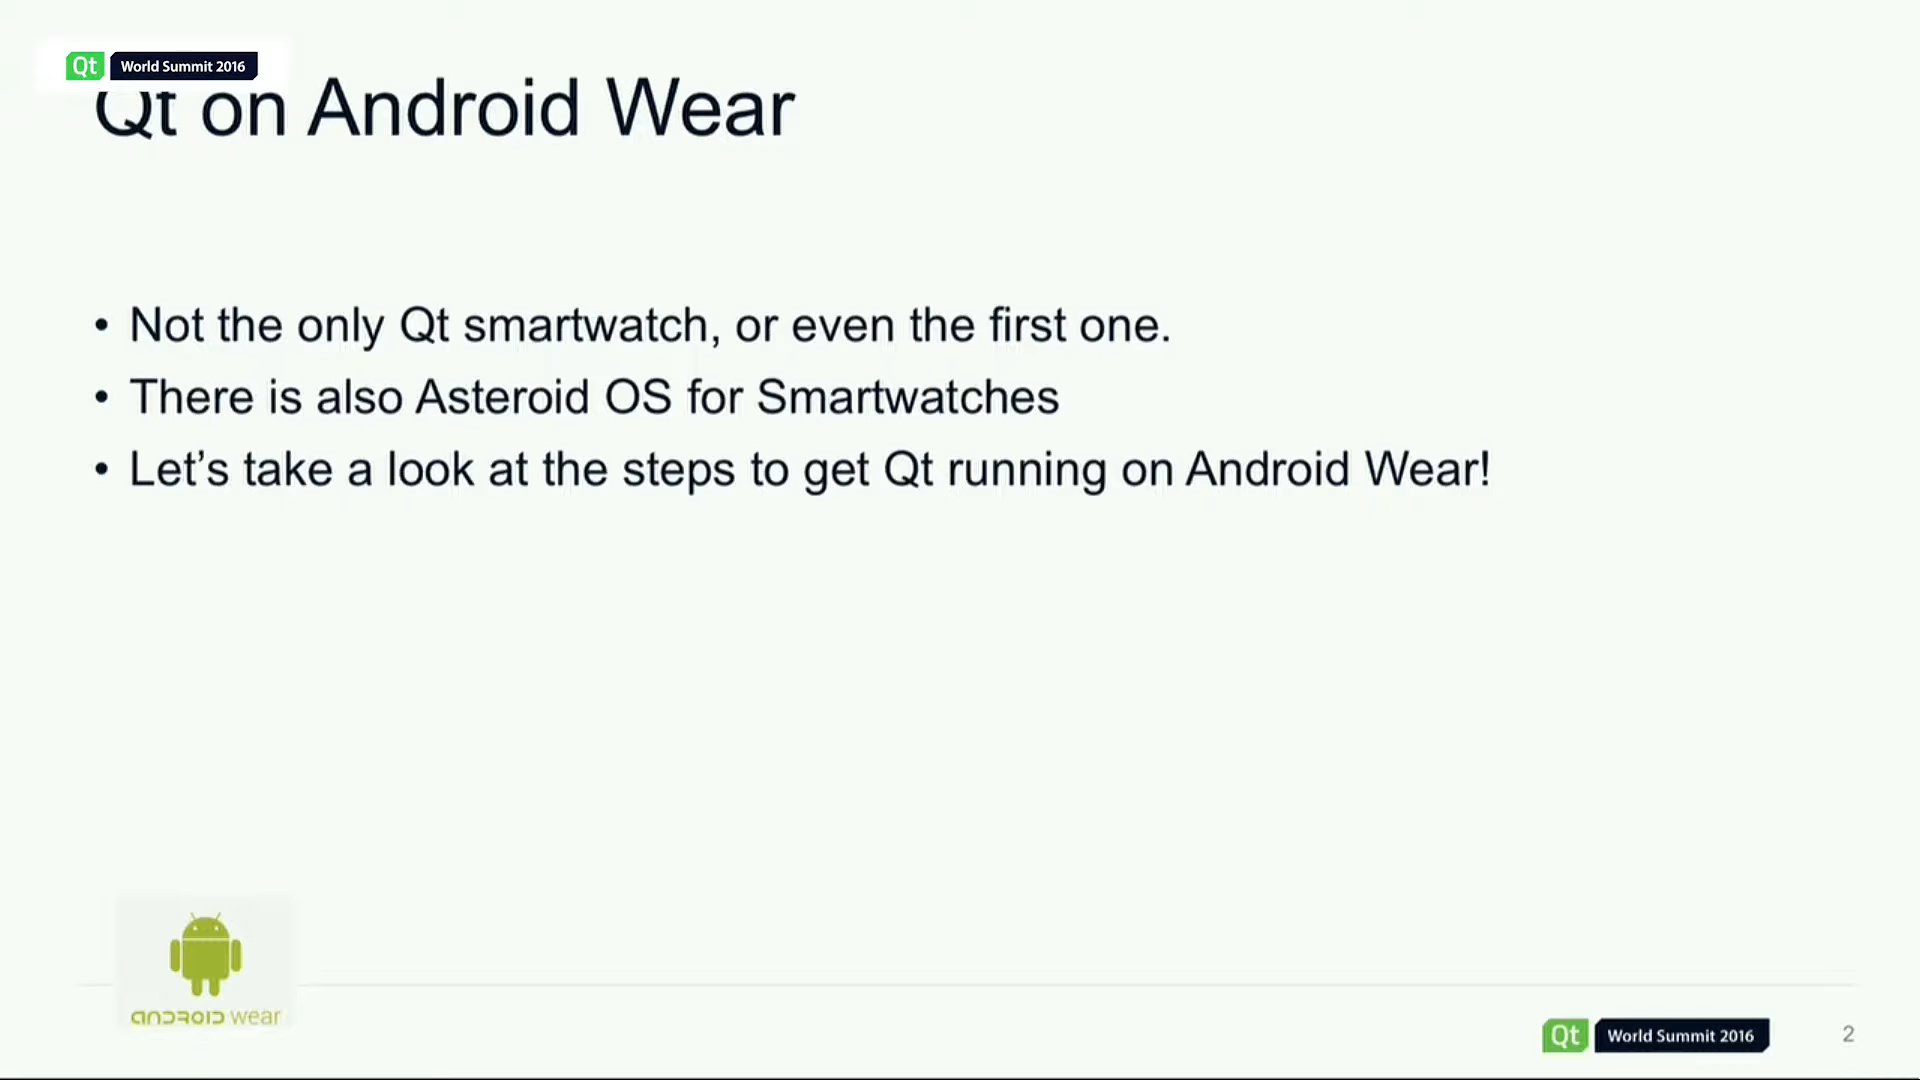 Qt World Summit 2016
Qt on Android Wear
• Not the only Qt smartwatch, or even the first one.
• There is also Asteroid OS for Smartwatches
• Let’s take a look at the steps to get Qt running on Android Wear!
ANDROID wear
Qt World Summit 2016
2